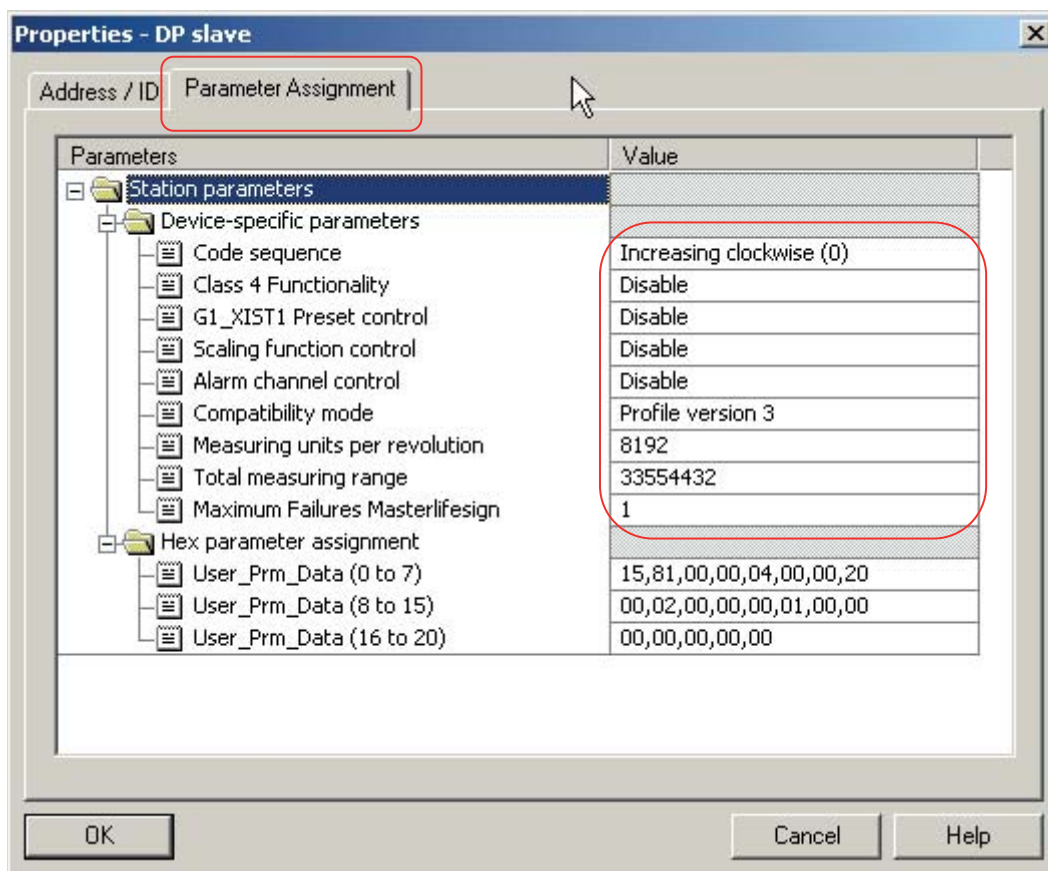 Properties - DP slave
Address / ID Parameter Assignment
Parameters Value
Station parameters
Device-specific parameters
Code sequence Increasing clockwise (0)
Class 4 Functionality Disable
G1_XIST1 Preset control Disable
Scaling function control Disable
Alarm channel control Disable
Compatibility mode Profile version 3
Measuring units per revolution 8192
Total measuring range 33554432
Maximum Failures Masterlifesign 1
Hex parameter assignment
User_Prm_Data (0 to 7) 15,81,00,00,04,00,00,20
User_Prm_Data (8 to 15) 00,02,00,00,00,01,00,00
User_Prm_Data (16 to 20) 00,00,00,00,00
OK Cancel Help